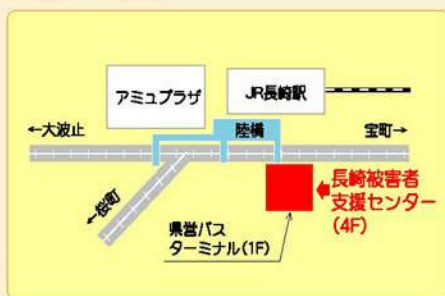 アミュプラザ
JR長崎駅
←大波止
陸橋
宝町→
←桜町
長崎被害者
支援センター
(4F)
県営バス
ターミナル(1F)